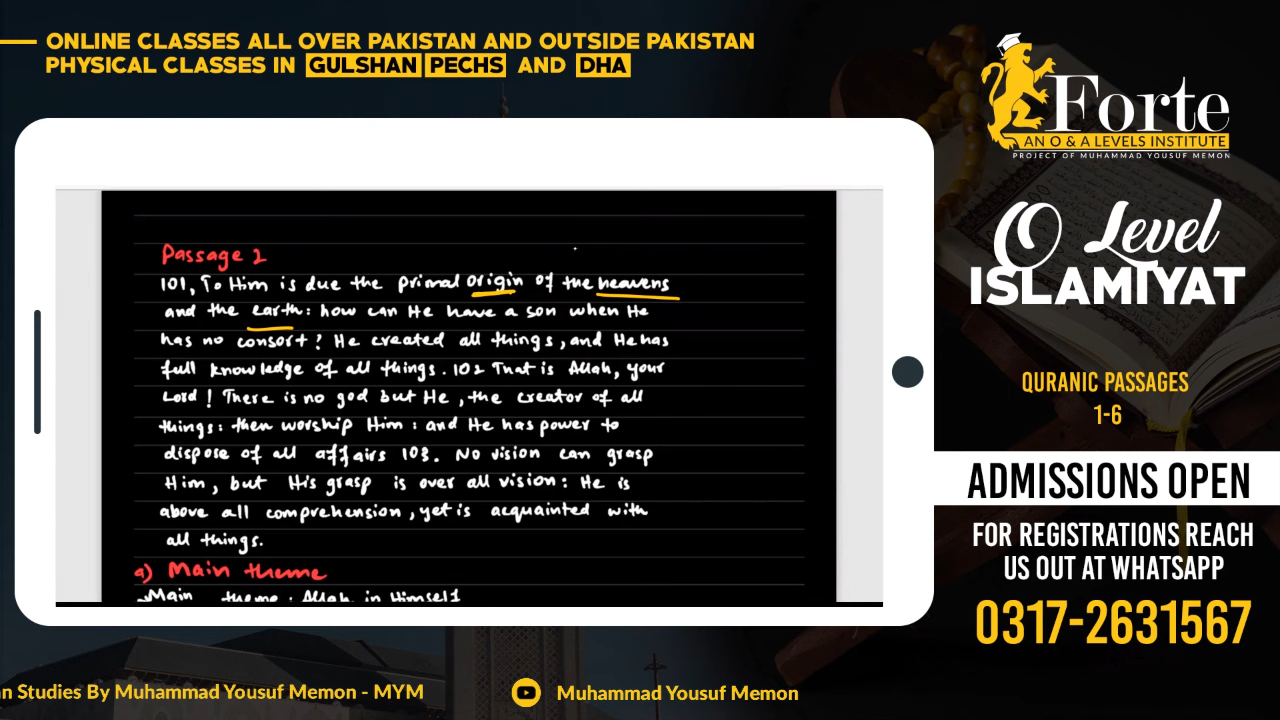 ONLINE CLASSES ALL OVER PAKISTAN AND OUTSIDE PAKISTAN
PHYSICAL CLASSES IN GULSHAN PECHS AND DHA
Forte
AN O & A LEVELS INSTITUTE
PROJECT OF MUHAMMAD YOUSUF MEMON
O Level
ISLAMIYAT
QURANIC PASSAGES
1-6
ADMISSIONS OPEN
FOR REGISTRATIONS REACH
US OUT AT WHATSAPP
0317-2631567
Passage 2
101, To Him is due the primal origin of the heavens
and the earth: how can He have a son when He
has no consort? He created all things, and He has
full knowledge of all things. 102 That is Allah, your
Lord! There is no god but He, the creator of all
things: then worship Him: and He has power to
dispose of all affairs 103. No vision can grasp
Him, but His grasp is over all vision: He is
above all comprehension, yet is acquainted with
all things.
a) Main theme
Main theme: Allah in Himself
n Studies By Muhammad Yousuf Memon - MYM
Muhammad Yousuf Memon